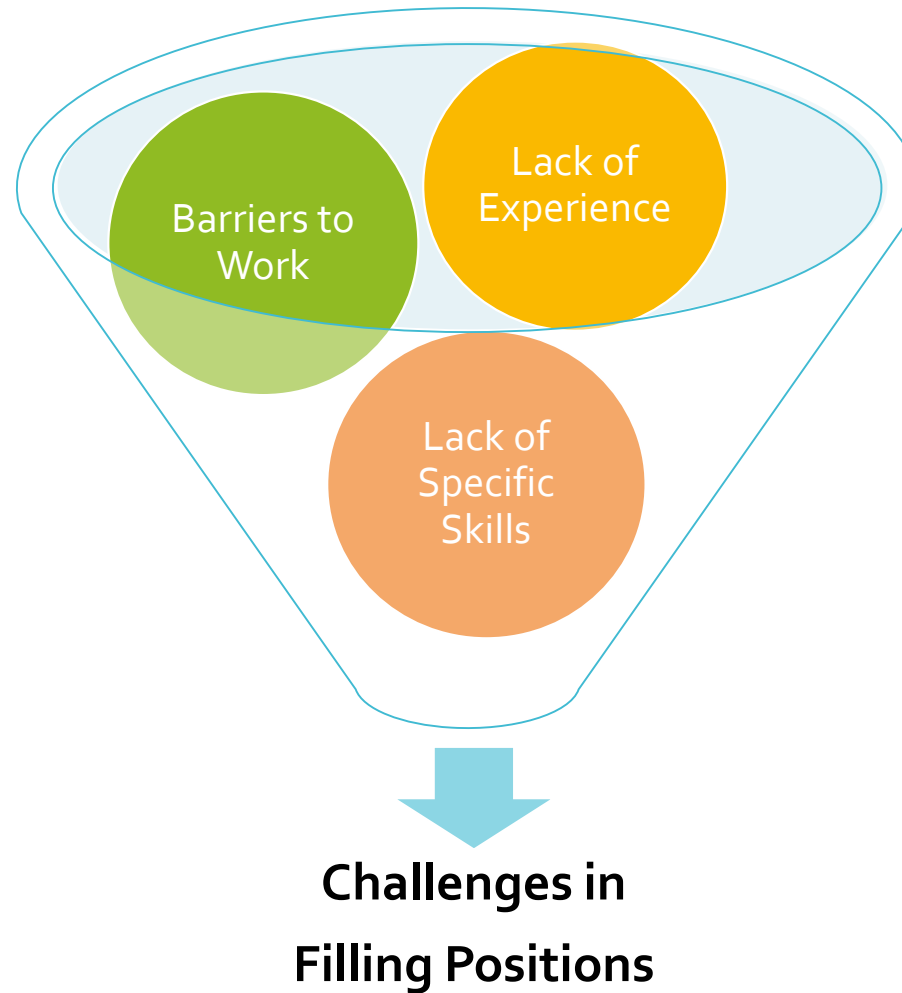 Barriers to
Work
Lack of
Experience
Lack of
Specific
Skills
Challenges in
Filling Positions